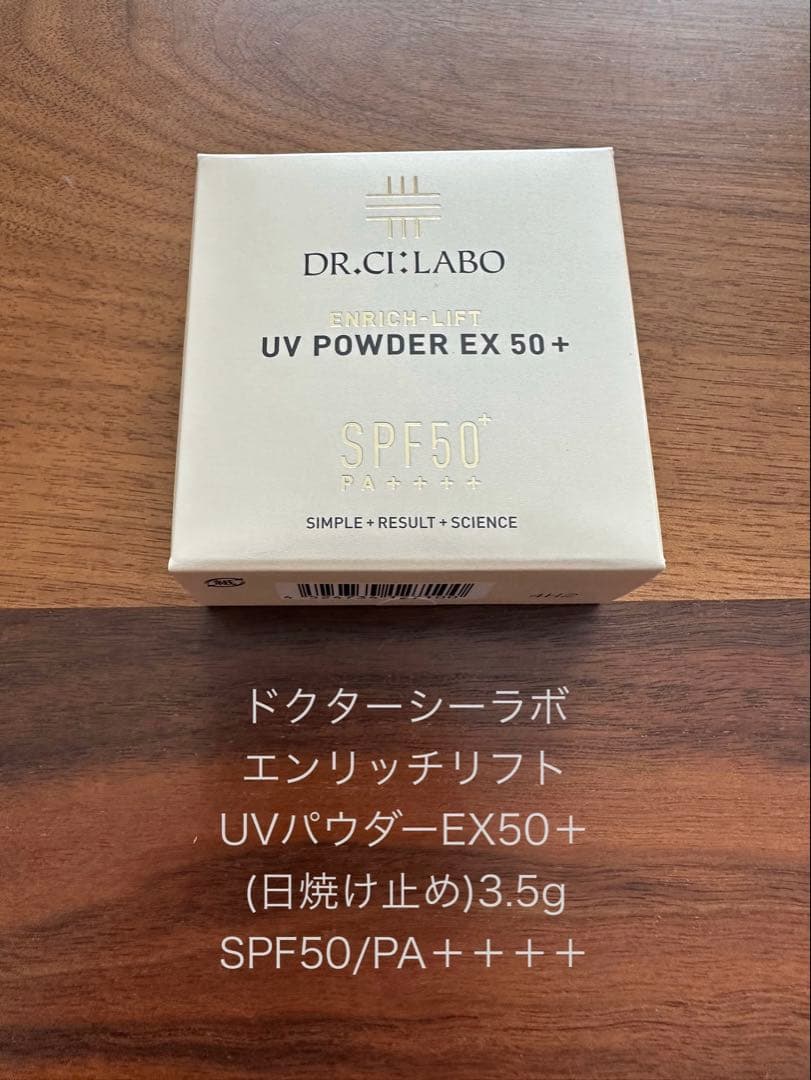 DR.CI:LABO
ENRICH-LIFT
UV POWDER EX 50+
SPF50+
PA++++
SIMPLE+RESULT+SCIENCE
4H2
ドクターシーラボ
エンリッチリフト
UVパウダーEX50＋
(日焼け止め)3.5g
SPF50/PA＋＋＋＋